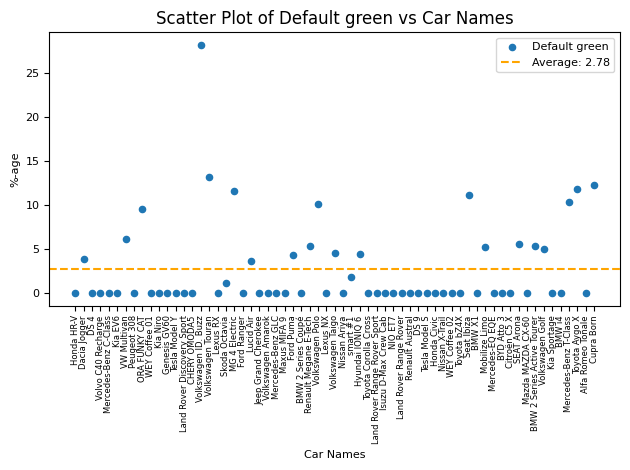 Scatter Plot of Default green vs Car Names
Default green
Average: 2.78
%-age
25
20
15
10
5
0
Honda HR-V
Dacia Jogger
DS 4
Volvo C40 Recharge
Mercedes-Benz C-Class
Kia EV6
VW Multivan
Peugeot 308
ORA FUNKY CAT
WEY Coffee 01
Kia Niro
Genesis GV60
Tesla Model Y
Land Rover Discovery Sport
CHERY OMODA5
Volkswagen ID. Buzz
Volkswagen Touran
Lexus RX
Skoda Octavia
MG 4 Electric
Ford Ranger
Lucid Air
Jeep Grand Cherokee
Volkswagen Amarok
Mercedes-Benz GLC
Maxus MIFA 9
Ford Puma
BMW 2 Series Coupé
Renault Megane E-Tech
Volkswagen Polo
Lexus NX
Volkswagen Taigo
Nissan Ariya
smart #1
Hyundai IONIQ 6
Toyota Corolla Cross
Land Rover Range Rover Sport
Isuzu D-Max Crew Cab
NIO ET7
Land Rover Range Rover
Renault Austral
DS 9
Tesla Model S
Honda Civic
Nissan X-Trail
WEY Coffee 02
Toyota bZ4X
Seat Ibiza
BMW X1
Mobilize Limo
Mercedes-EQ EQE
BYD Atto 3
Citroën C5 X
SEAT Arona
Mazda MAZDA CX-60
BMW 2 Series Active Tourer
Volkswagen Golf
Kia Sportage
BMW i4
Mercedes-Benz T-Class
Toyota Aygo X
Alfa Romeo Tonale
Cupra Born
Car Names